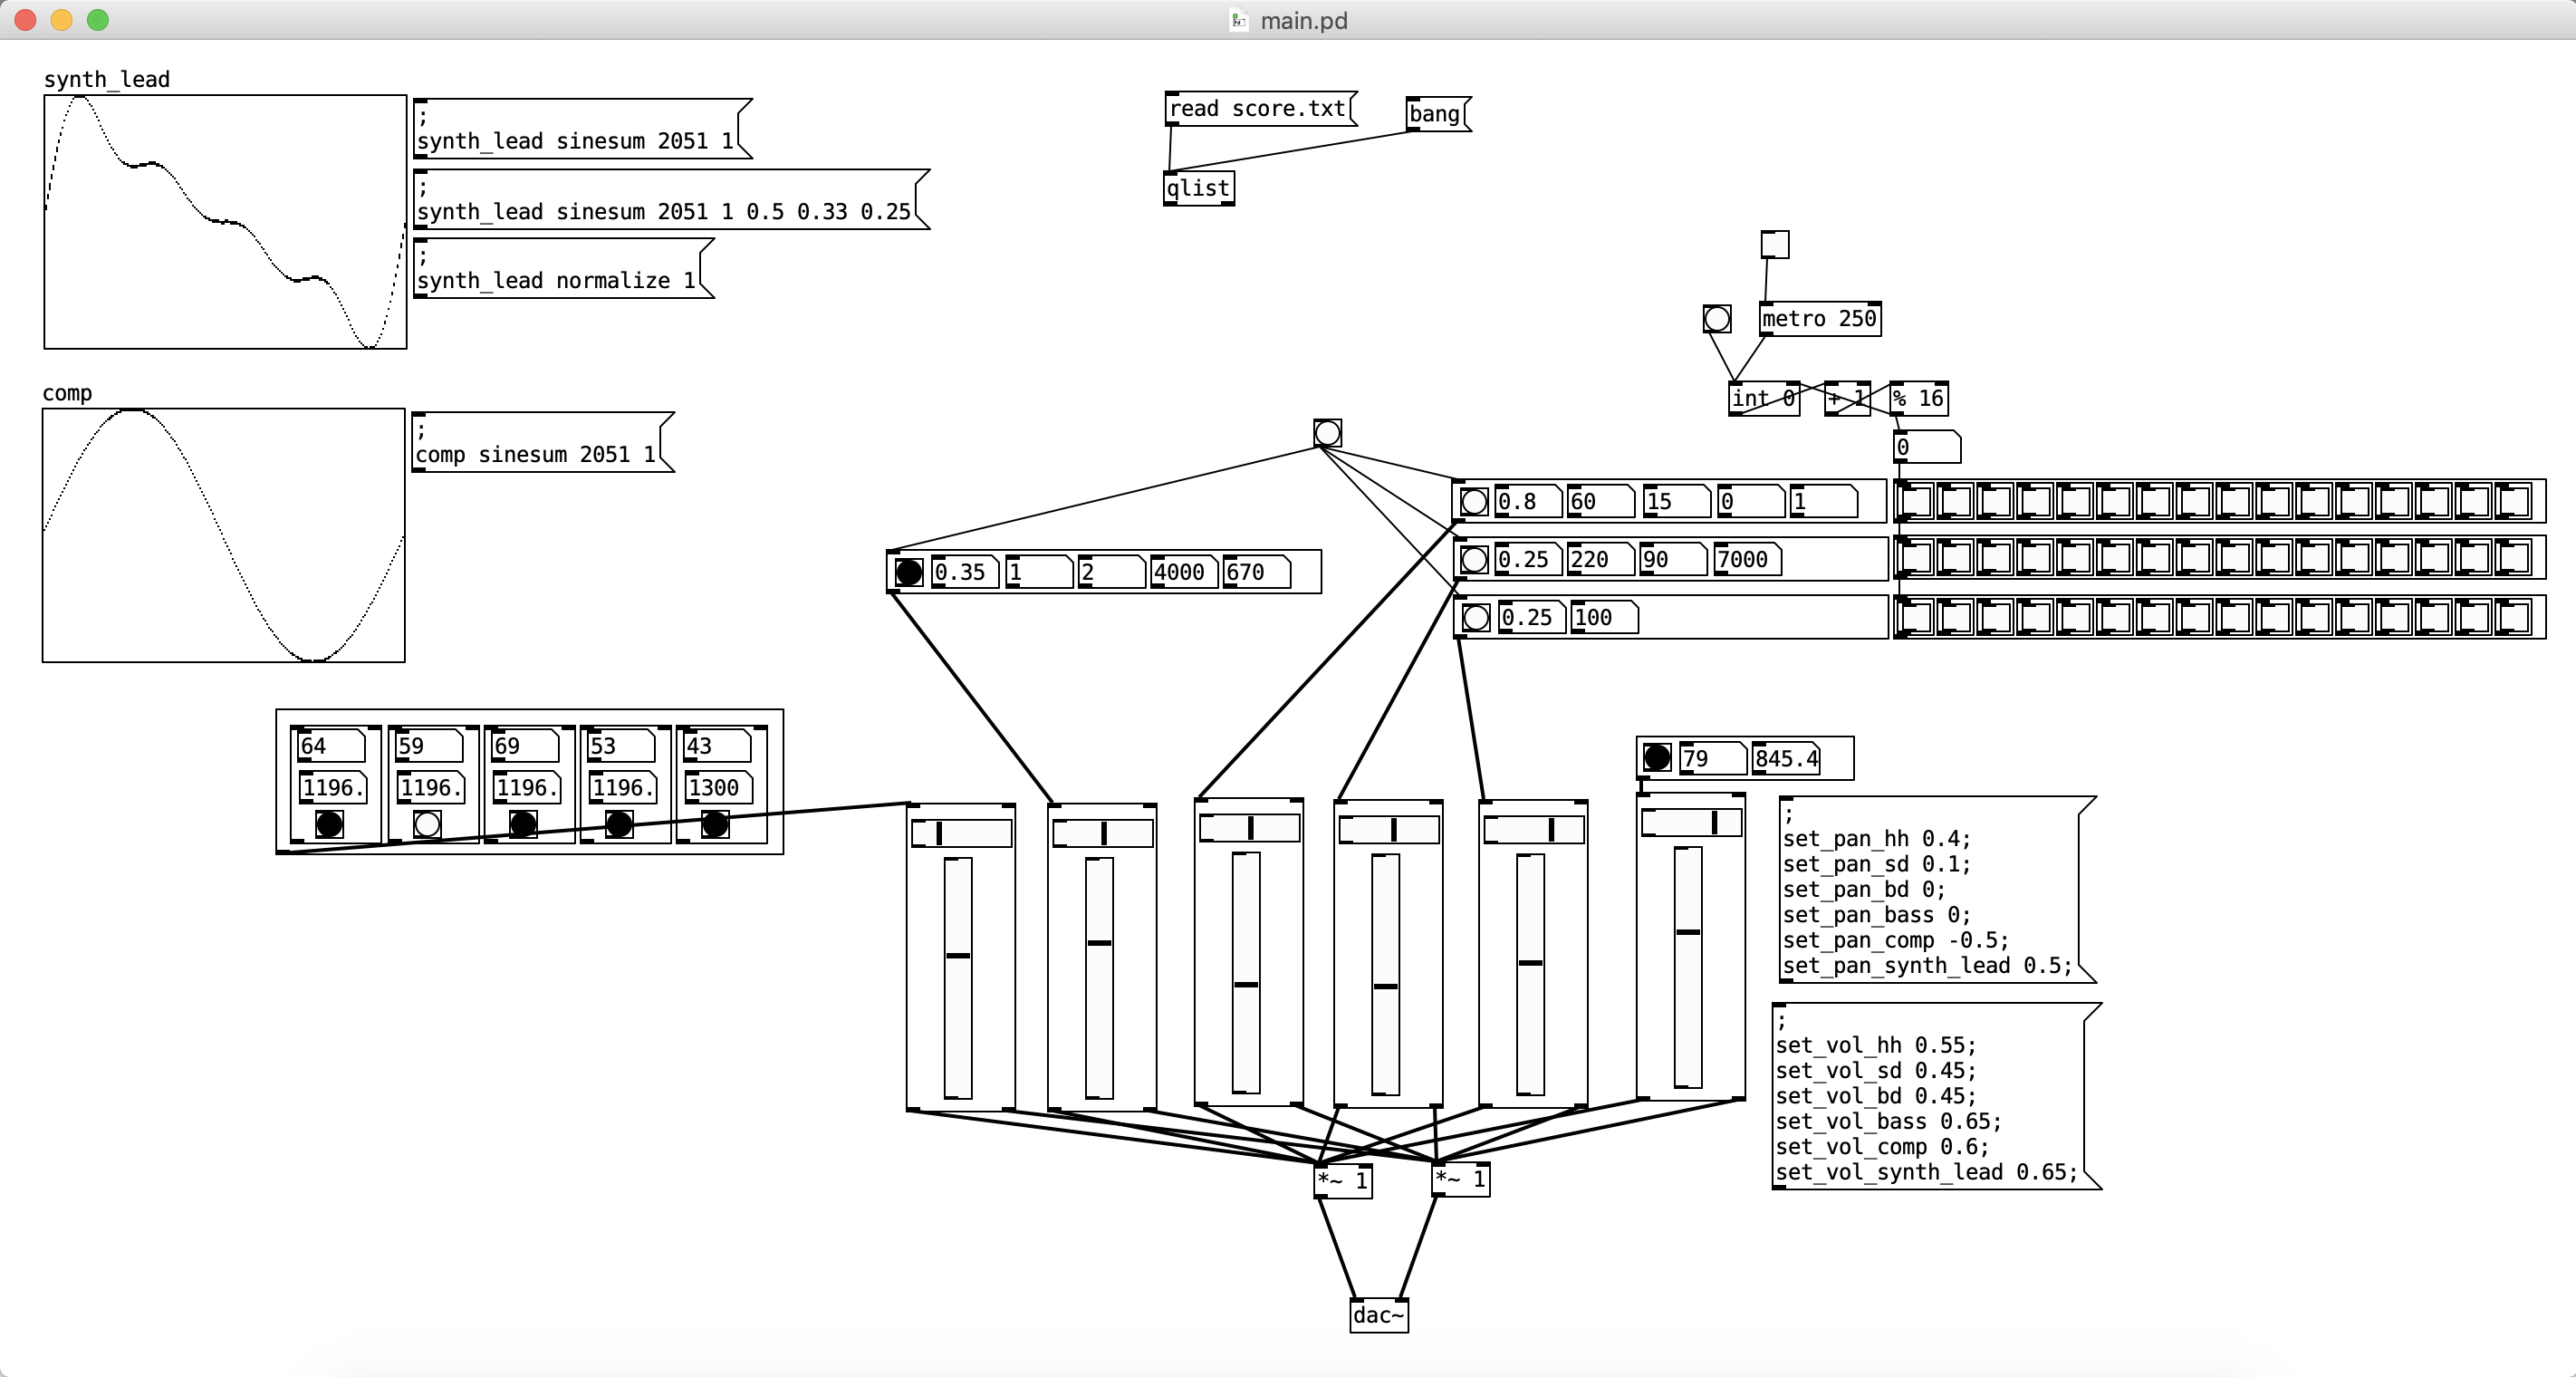 main.pd
synth_lead
;
synth_lead sinesum 2051 1
;
synth_lead sinesum 2051 1 0.5 0.33 0.25
;
synth_lead normalize 1
read score.txt
bang
qlist
metro 250
int 0
+ 1
% 16
0
comp
;
comp sinesum 2051 1
0.8 60 15 0 1
0.35 1 2 4000 670
0.25 220 90 7000
0.25 100
64 59 69 53 43
1196. 1196. 1196. 1196. 1300
79 845.4
;
set_pan_hh 0.4;
set_pan_sd 0.1;
set_pan_bd 0;
set_pan_bass 0;
set_pan_comp -0.5;
set_pan_synth_lead 0.5;
;
set_vol_hh 0.55;
set_vol_sd 0.45;
set_vol_bd 0.45;
set_vol_bass 0.65;
set_vol_comp 0.6;
set_vol_synth_lead 0.65;
*~ 1
*~ 1
dac~